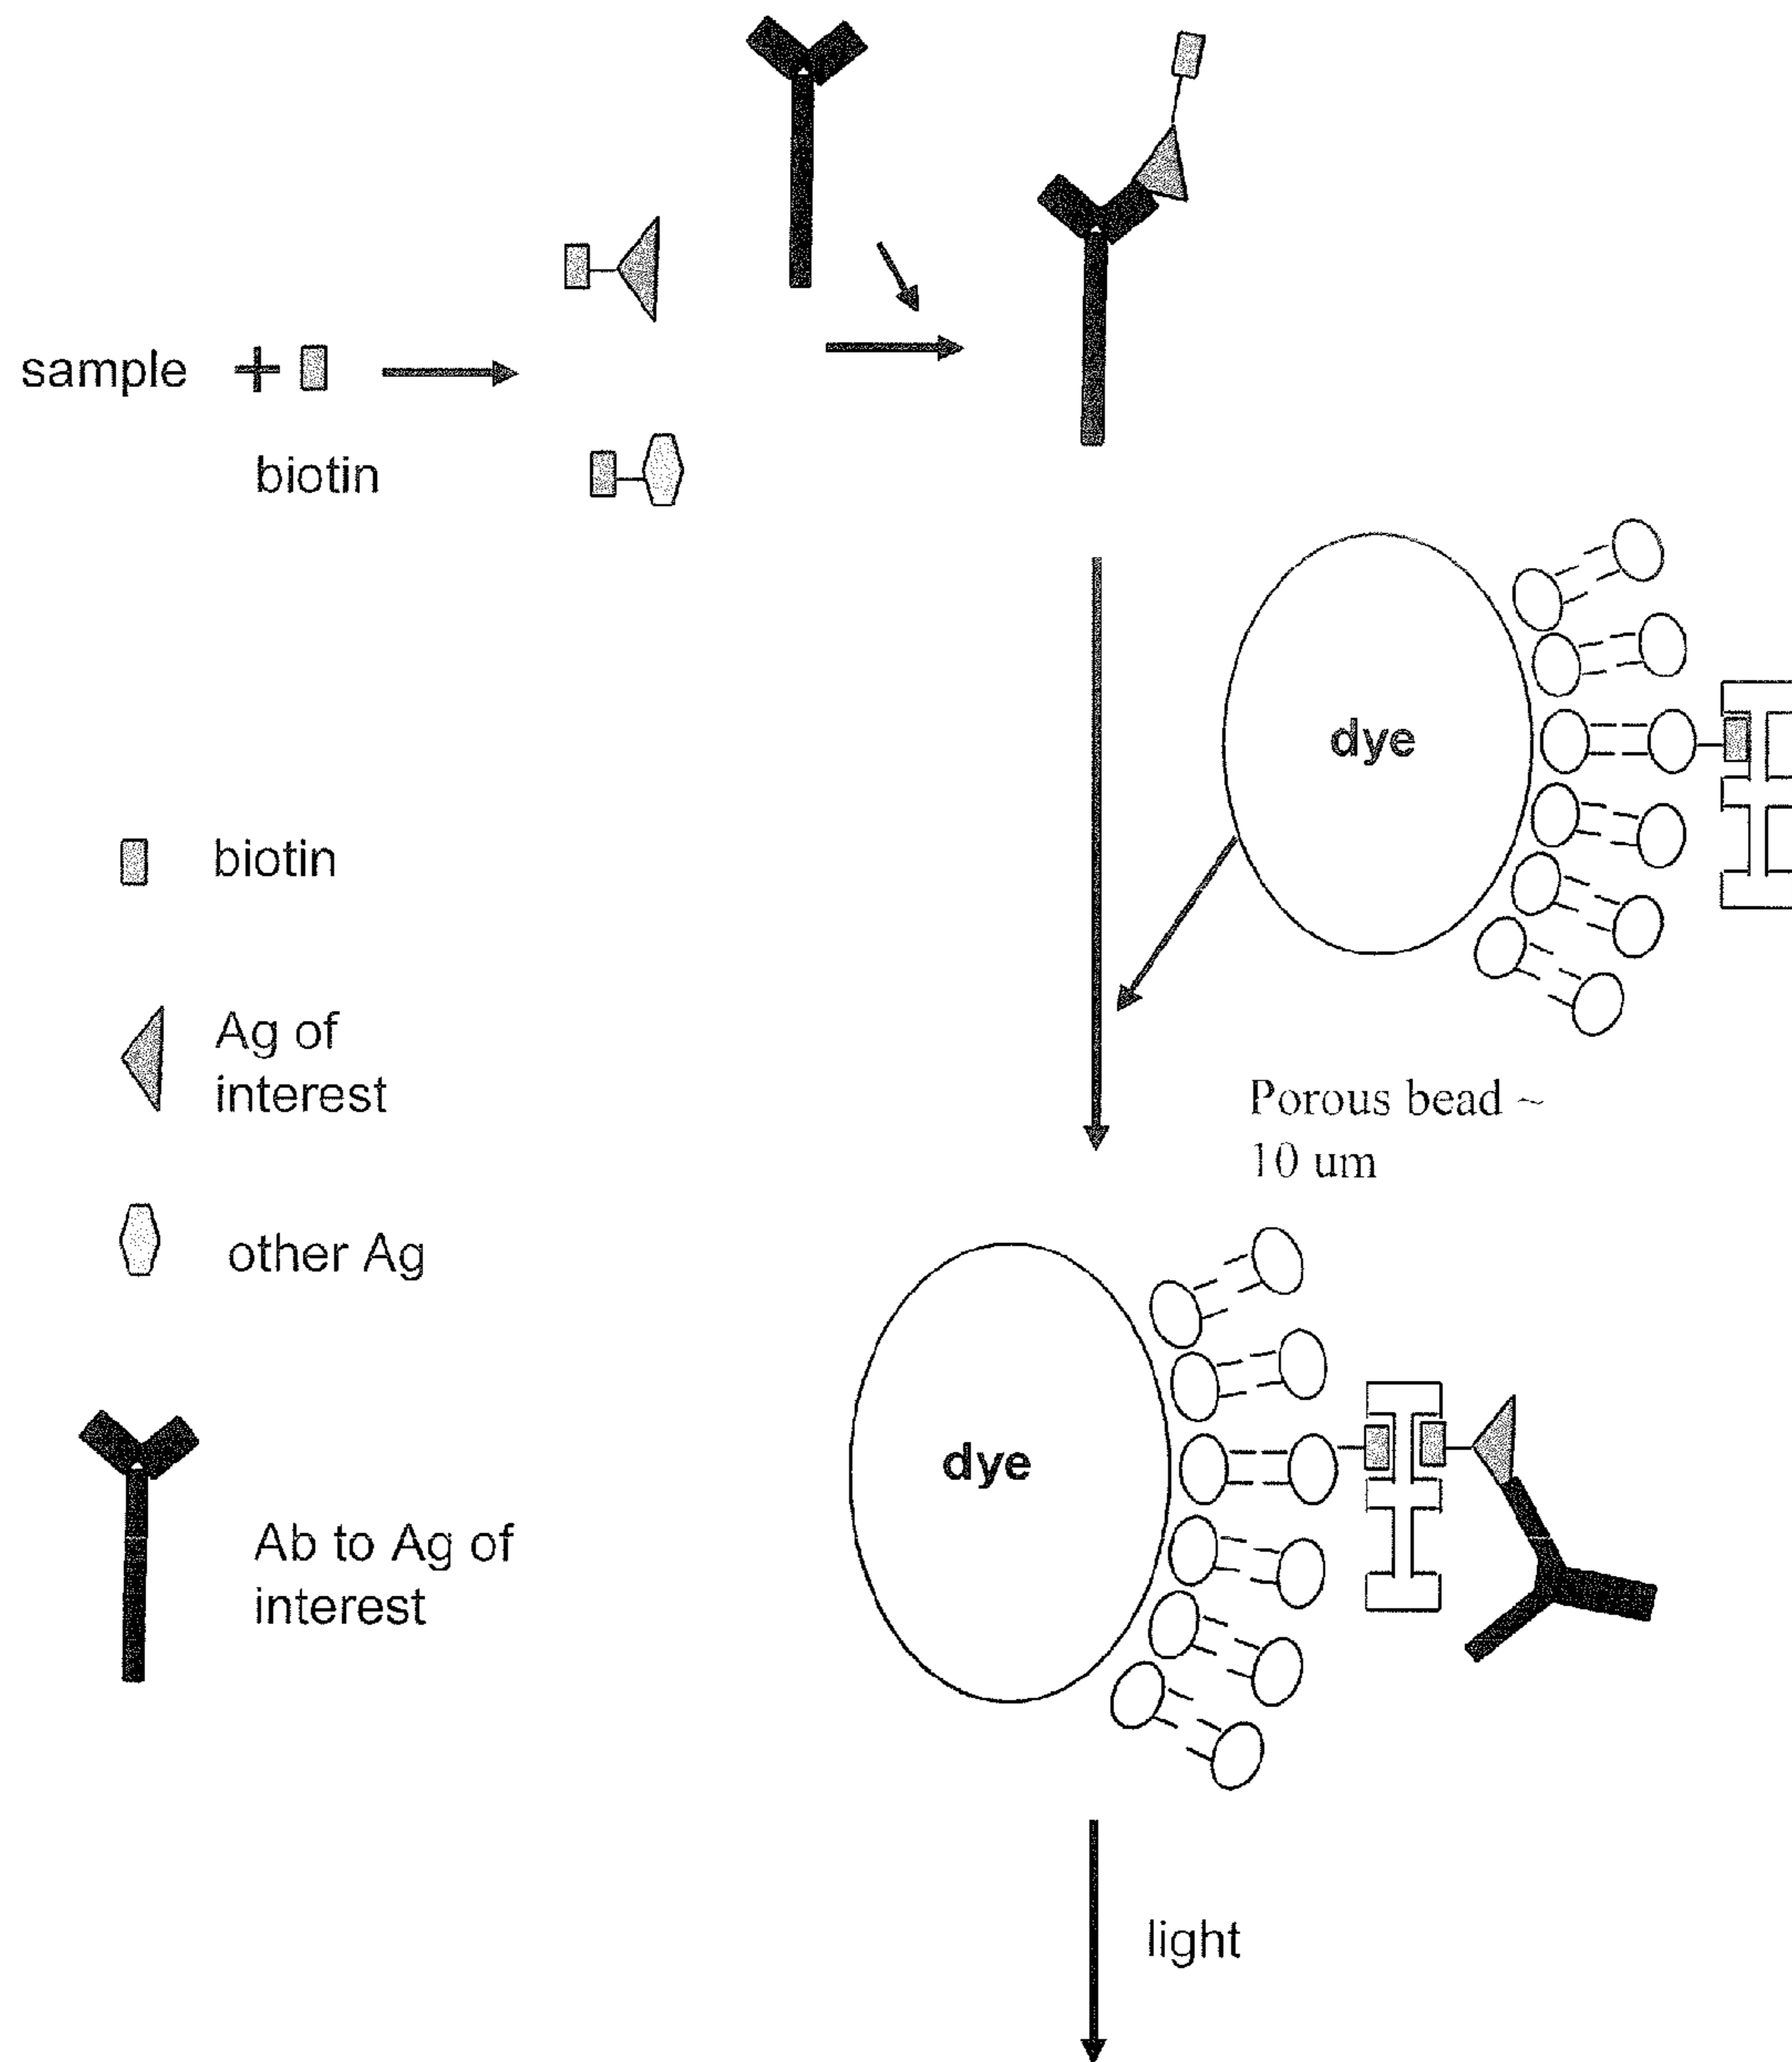 sample +
biotin
dye
biotin
Ag of
interest
Porous bead ~
10 um
other Ag
dye
Ab to Ag of
interest
light